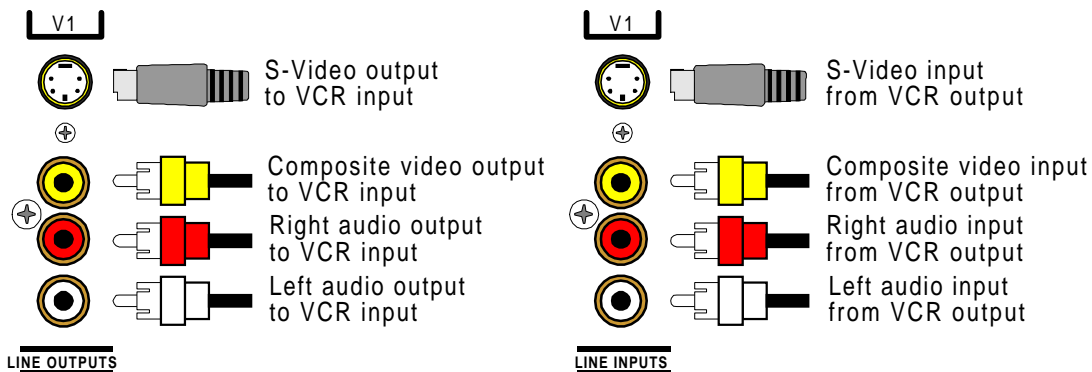 V1
S-Video output
to VCR input
Composite video output
to VCR input
Right audio output
to VCR input
Left audio output
to VCR input
LINE OUTPUTS
V1
S-Video input
from VCR output
Composite video input
from VCR output
Right audio input
from VCR output
Left audio input
from VCR output
LINE INPUTS